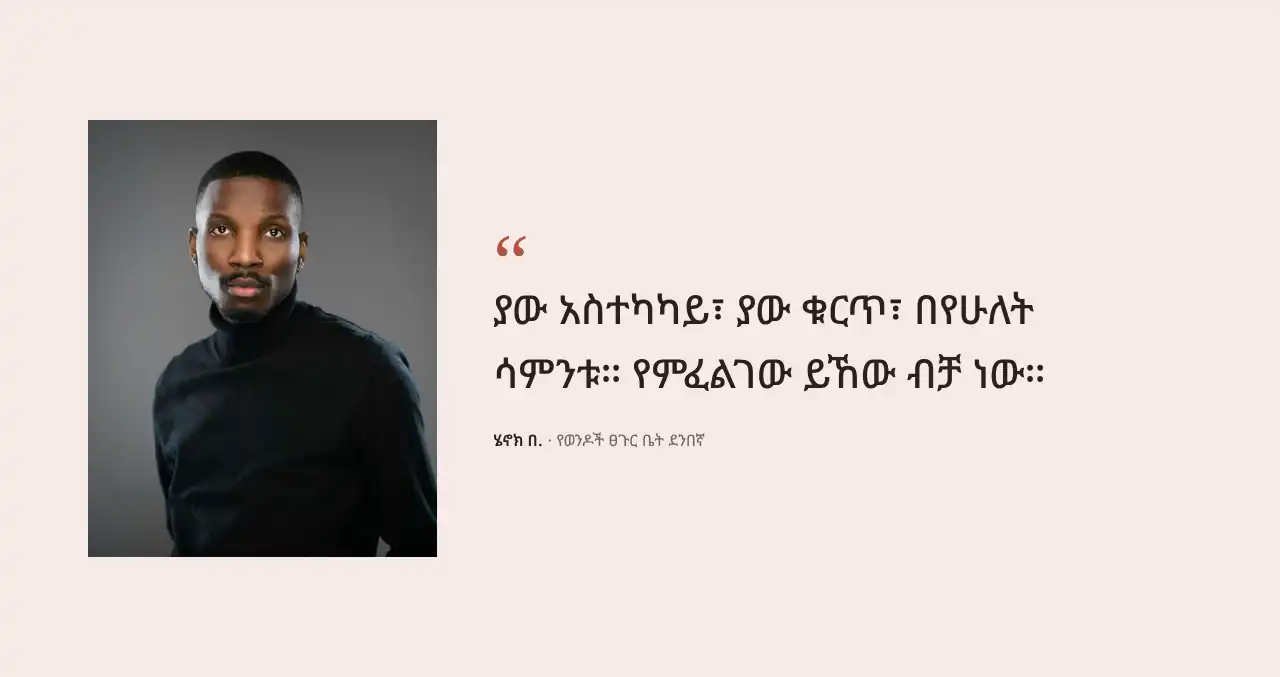 “
ያው አስተካካይ፣ ያው ቁርጥ፣ በየሁለት
ሳምንቱ። የምፈልገው ይኸው ብቻ ነው።
ሄኖክ በ. · የወንዶች ፀጉር ቤት ደንበኛ